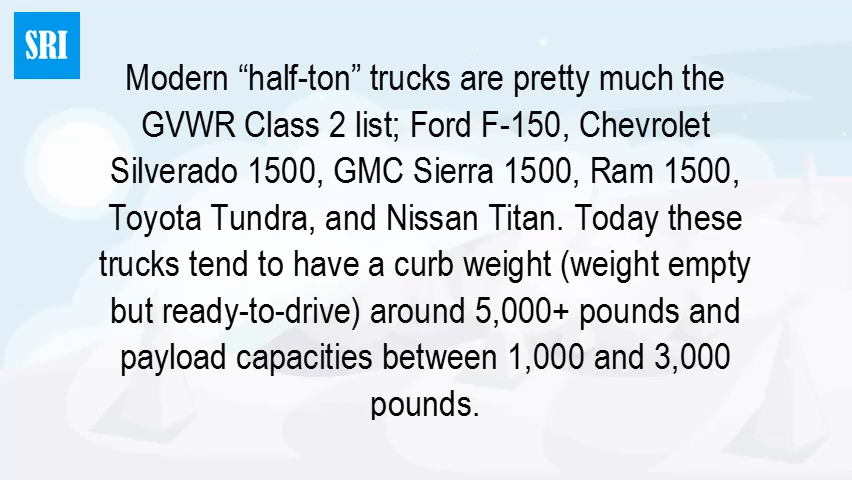 SRI
Modern “half-ton” trucks are pretty much the
GVWR Class 2 list; Ford F-150, Chevrolet
Silverado 1500, GMC Sierra 1500, Ram 1500,
Toyota Tundra, and Nissan Titan. Today these
trucks tend to have a curb weight (weight empty
but ready-to-drive) around 5,000+ pounds and
payload capacities between 1,000 and 3,000
pounds.